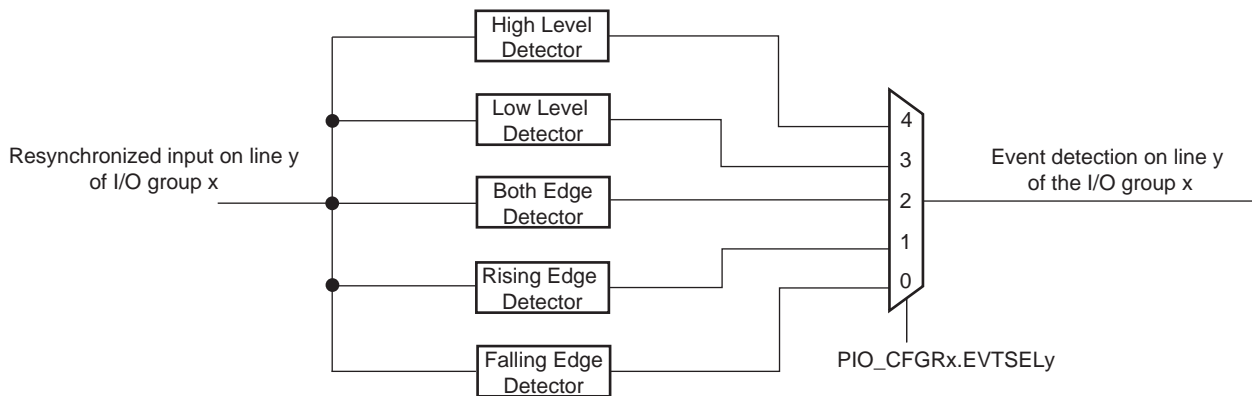 High Level
Detector
Low Level
Detector
Resynchronized input on line y
of I/O group x
Both Edge
Detector
Rising Edge
Detector
Falling Edge
Detector
4
3
2
1
0
Event detection on line y
of the I/O group x
PIO_CFGRx.EVTSELy